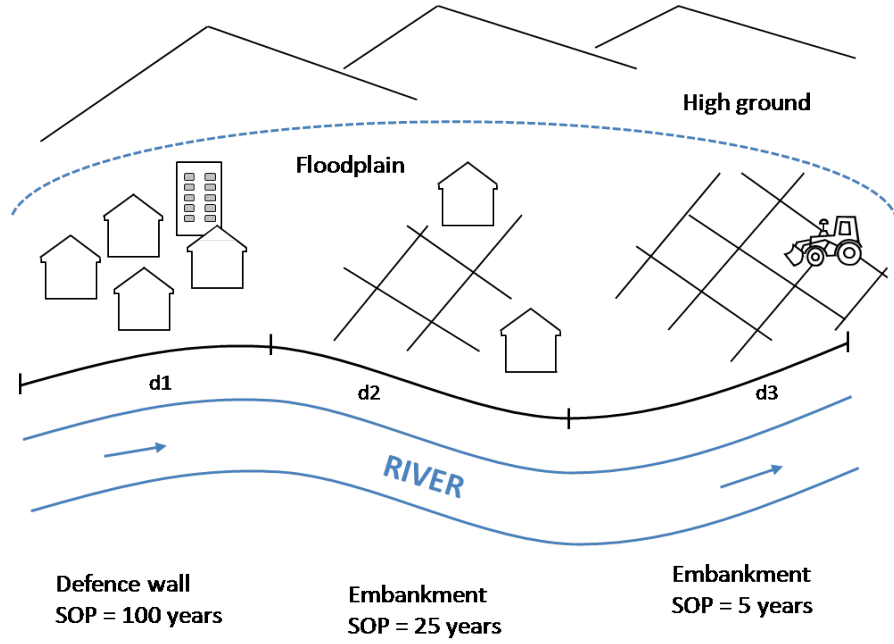 High ground
Floodplain
d1
d2
d3
RIVER
Defence wall
SOP = 100 years
Embankment
SOP = 25 years
Embankment
SOP = 5 years